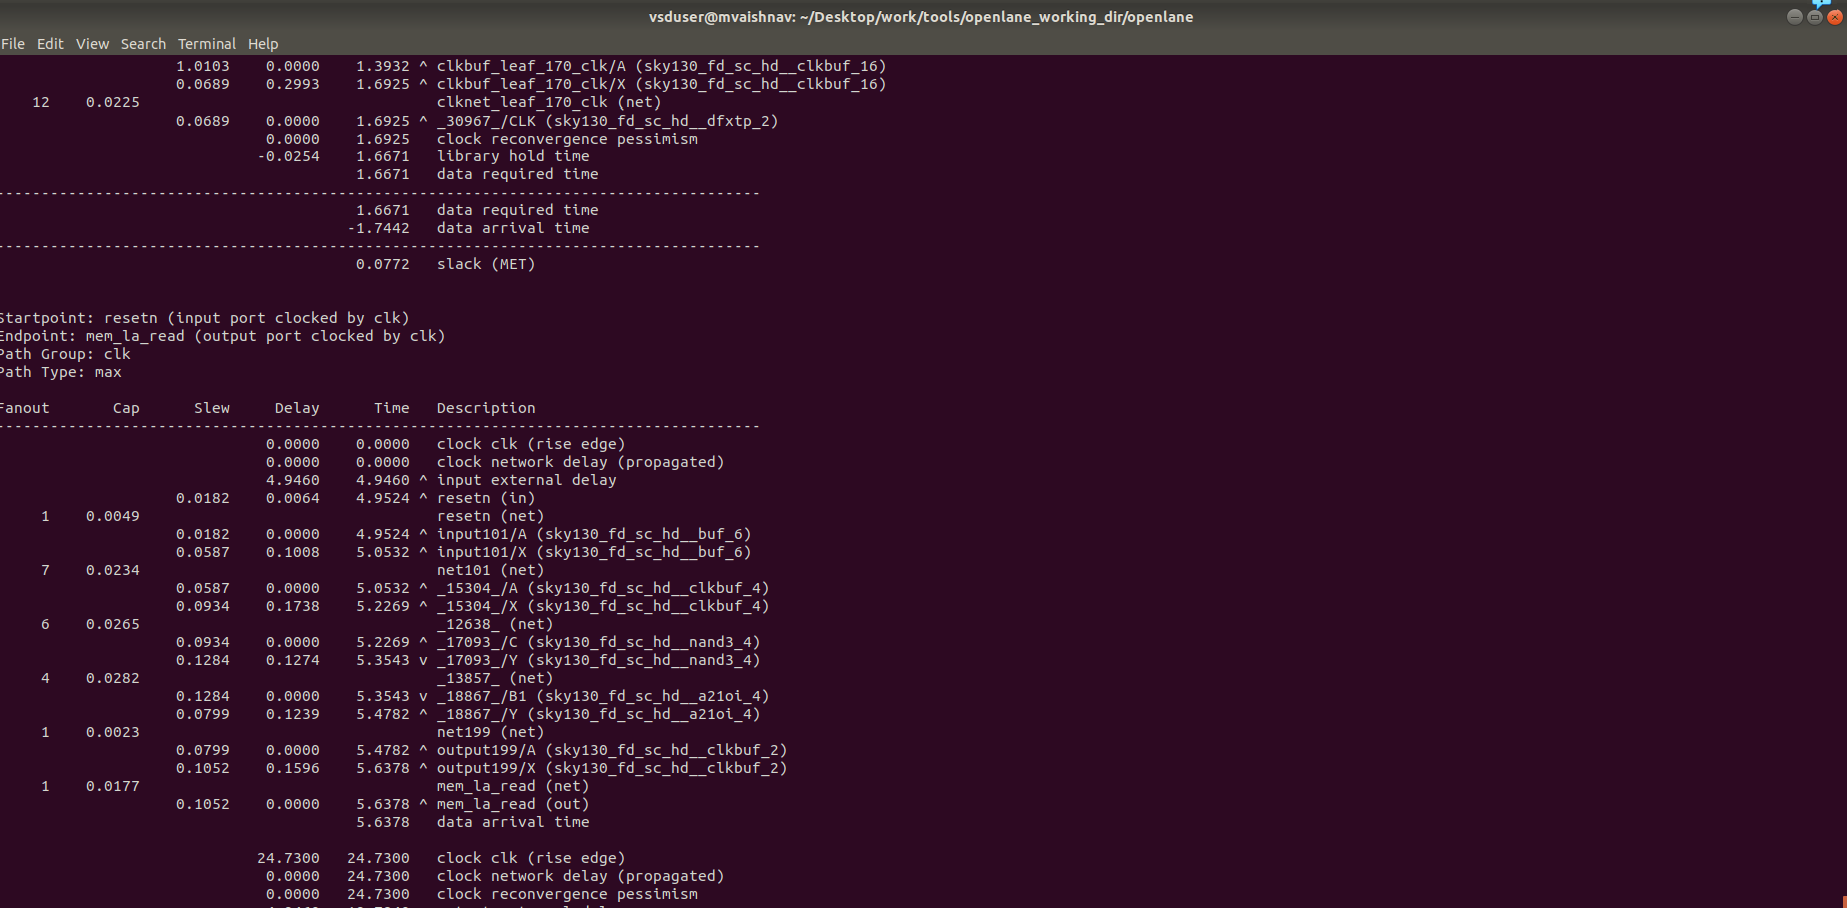 vsduser@mvaishnav: ~/Desktop/work/tools/openlane_working_dir/openlane
File Edit View Search Terminal Help
1.0103 0.0000 1.3932 ^ clkbuf_leaf_170_clk/A (sky130_fd_sc_hd__clkbuf_16)
0.0689 0.2993 1.6925 ^ clkbuf_leaf_170_clk/X (sky130_fd_sc_hd__clkbuf_16)
12 0.0225 clknet_leaf_170_clk (net)
0.0689 0.0000 1.6925 ^ _30967_/CLK (sky130_fd_sc_hd__dfxtp_2)
0.0000 1.6925 clock reconvergence pessimism
-0.0254 1.6671 library hold time
1.6671 data required time
-------------------------------------------------------------------------------------
1.6671 data required time
-1.7442 data arrival time
-------------------------------------------------------------------------------------
0.0772 slack (MET)
Startpoint: resetn (input port clocked by clk)
Endpoint: mem_la_read (output port clocked by clk)
Path Group: clk
Path Type: max
Fanout Cap Slew Delay Time Description
-------------------------------------------------------------------------------------
0.0000 0.0000 clock clk (rise edge)
0.0000 0.0000 clock network delay (propagated)
4.9460 4.9460 ^ input external delay
0.0182 0.0064 4.9524 ^ resetn (in)
1 0.0049 resetn (net)
0.0182 0.0000 4.9524 ^ input101/A (sky130_fd_sc_hd__buf_6)
0.0587 0.1008 5.0532 ^ input101/X (sky130_fd_sc_hd__buf_6)
7 0.0234 net101 (net)
0.0587 0.0000 5.0532 ^ _15304_/A (sky130_fd_sc_hd__clkbuf_4)
0.0934 0.1738 5.2269 ^ _15304_/X (sky130_fd_sc_hd__clkbuf_4)
6 0.0265 _12638_ (net)
0.0934 0.0000 5.2269 ^ _17093_/C (sky130_fd_sc_hd__nand3_4)
0.1284 0.1274 5.3543 v _17093_/Y (sky130_fd_sc_hd__nand3_4)
4 0.0282 _13857_ (net)
0.1284 0.0000 5.3543 v _18867_/B1 (sky130_fd_sc_hd__a21oi_4)
0.0799 0.1239 5.4782 ^ _18867_/Y (sky130_fd_sc_hd__a21oi_4)
1 0.0023 net199 (net)
0.0799 0.0000 5.4782 ^ output199/A (sky130_fd_sc_hd__clkbuf_2)
0.1052 0.1596 5.6378 ^ output199/X (sky130_fd_sc_hd__clkbuf_2)
1 0.0177 mem_la_read (net)
0.1052 0.0000 5.6378 ^ mem_la_read (out)
5.6378 data arrival time
24.7300 24.7300 clock clk (rise edge)
0.0000 24.7300 clock network delay (propagated)
0.0000 24.7300 clock reconvergence pessimism